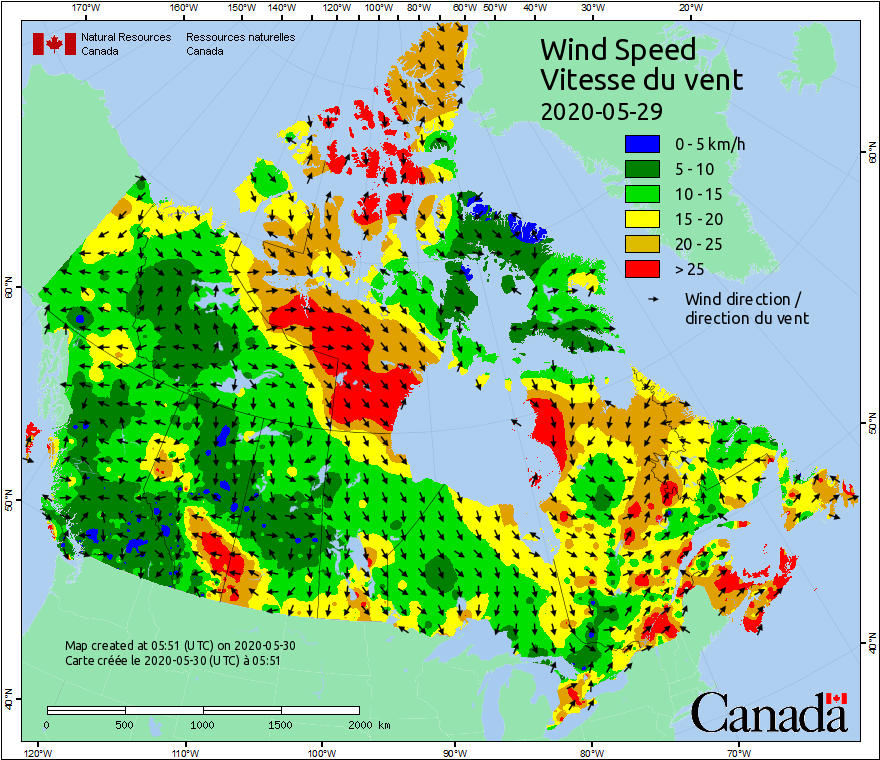 170°W 160°W 150°W 140°W 130°W 120°W 110°W 100°W 80°W 60°W 50°W 40°W 30°W 20°W
Natural Resources Ressources naturelles
Canada Canada
Wind Speed
Vitesse du vent
2020-05-29
0 - 5 km/h
5 - 10
10 - 15
15 - 20
20 - 25
> 25
Wind direction /
direction du vent
60°N
60°N
50°N
50°N
40°N
40°N
Map created at 05:51 (UTC) on 2020-05-30
Carte créée le 2020-05-30 (UTC) à 05:51
0 500 1000 1500 2000 km
Canada
120°W 110°W 100°W 90°W 80°W 70°W